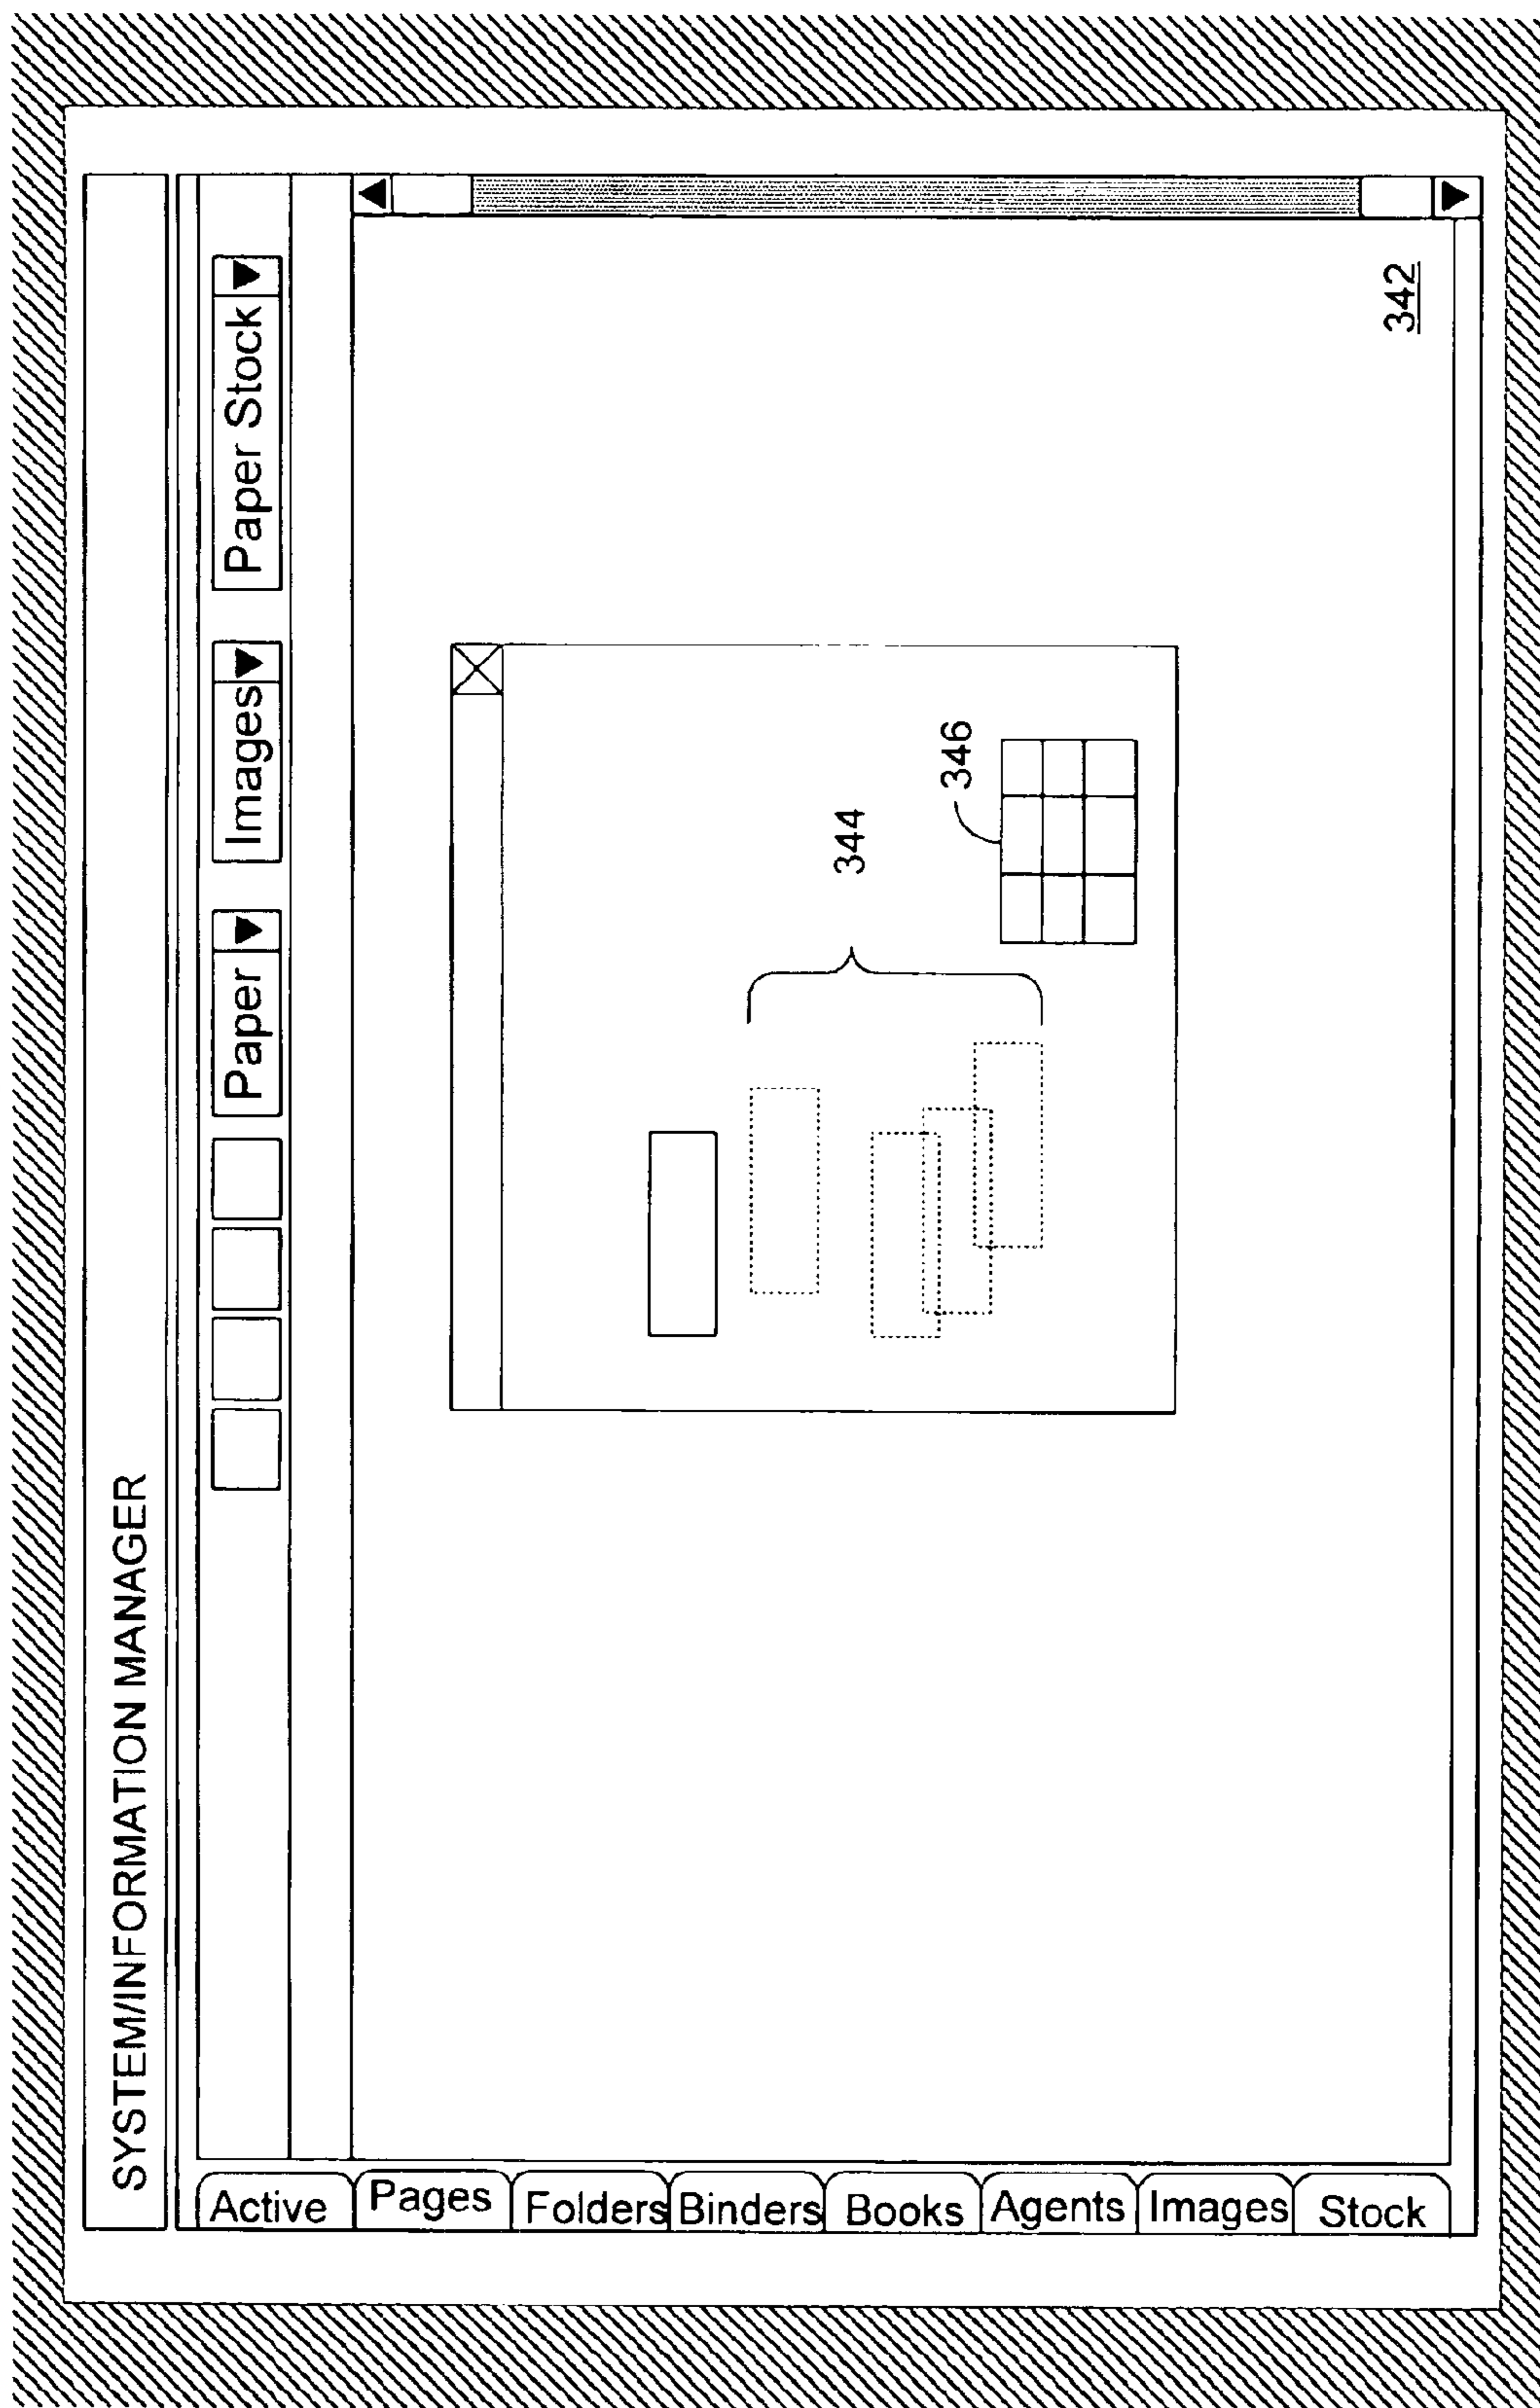 SYSTEM/INFORMATION MANAGER
Paper
Images
Paper Stock
Active
Pages
Folders
Binders
Books
Agents
Images
Stock
344
346
342